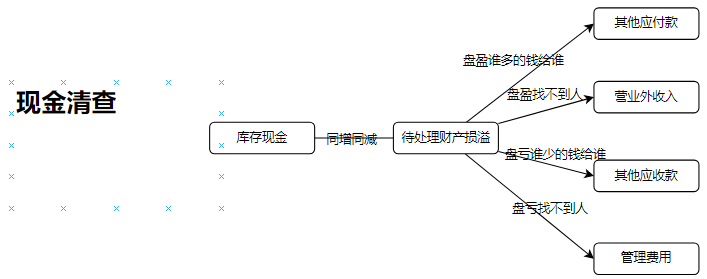 现金清查
库存现金
同增同减
待处理财产损溢
盘盈谁多的钱给谁
其他应付款
盘盈找不到人
营业外收入
盘亏谁少的钱给谁
其他应收款
盘亏找不到人
管理费用